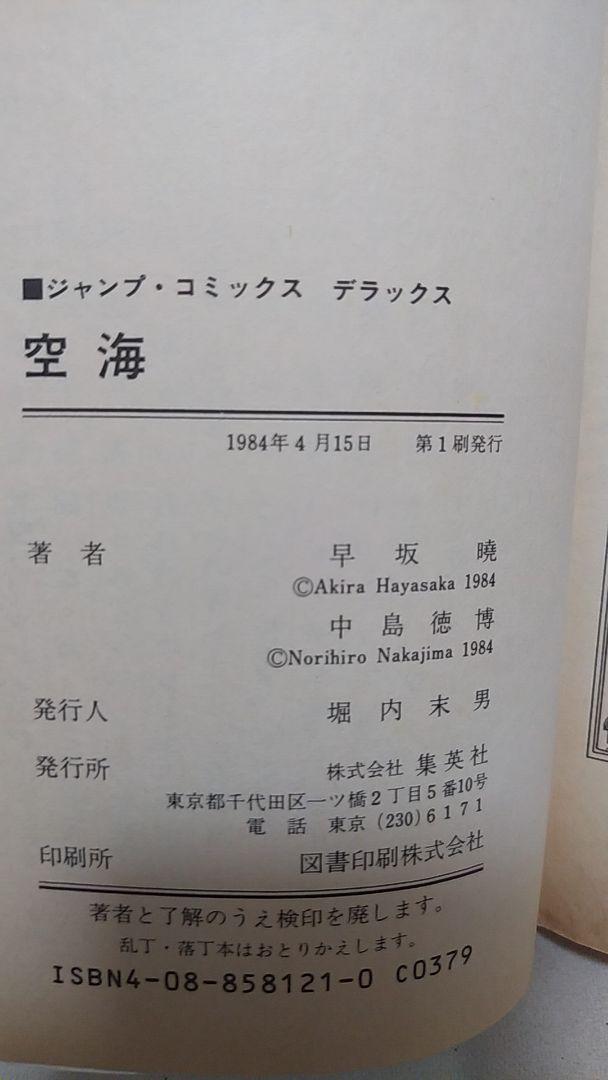 ■ジャンプ・コミックス デラックス
空海
1984年4月15日 第1刷発行
著者 早坂 暁
©Akira Hayasaka 1984
中島徳博
©Norihiro Nakajima 1984
発行人 堀内末男
発行所 株式会社 集英社
東京都千代田区一ツ橋2丁目5番10号
電話 東京 (230) 6171
印刷所 図書印刷株式会社
著者と了解のうえ検印を廃します。
乱丁・落丁本はおとりかえします。
ISBN4-08-858121-0 C0379